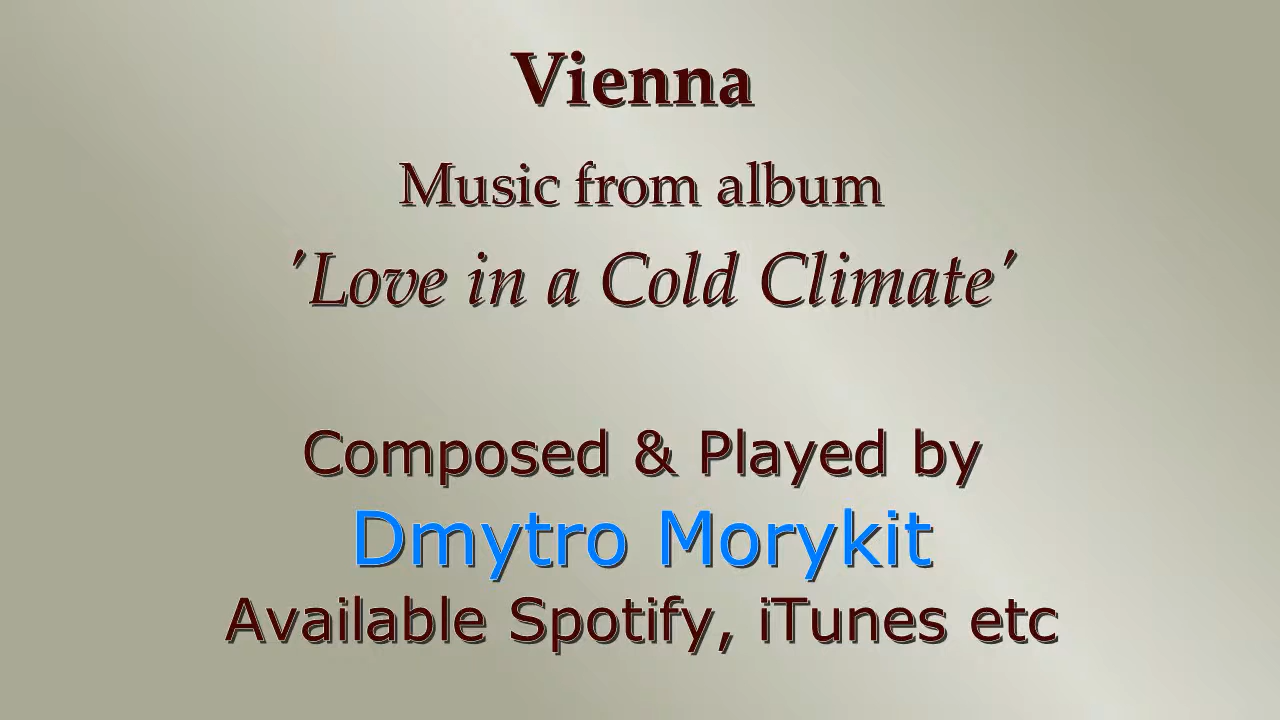 Vienna
Music from album
'Love in a Cold Climate'
Composed & Played by
Dmytro Morykit
Available Spotify, iTunes etc